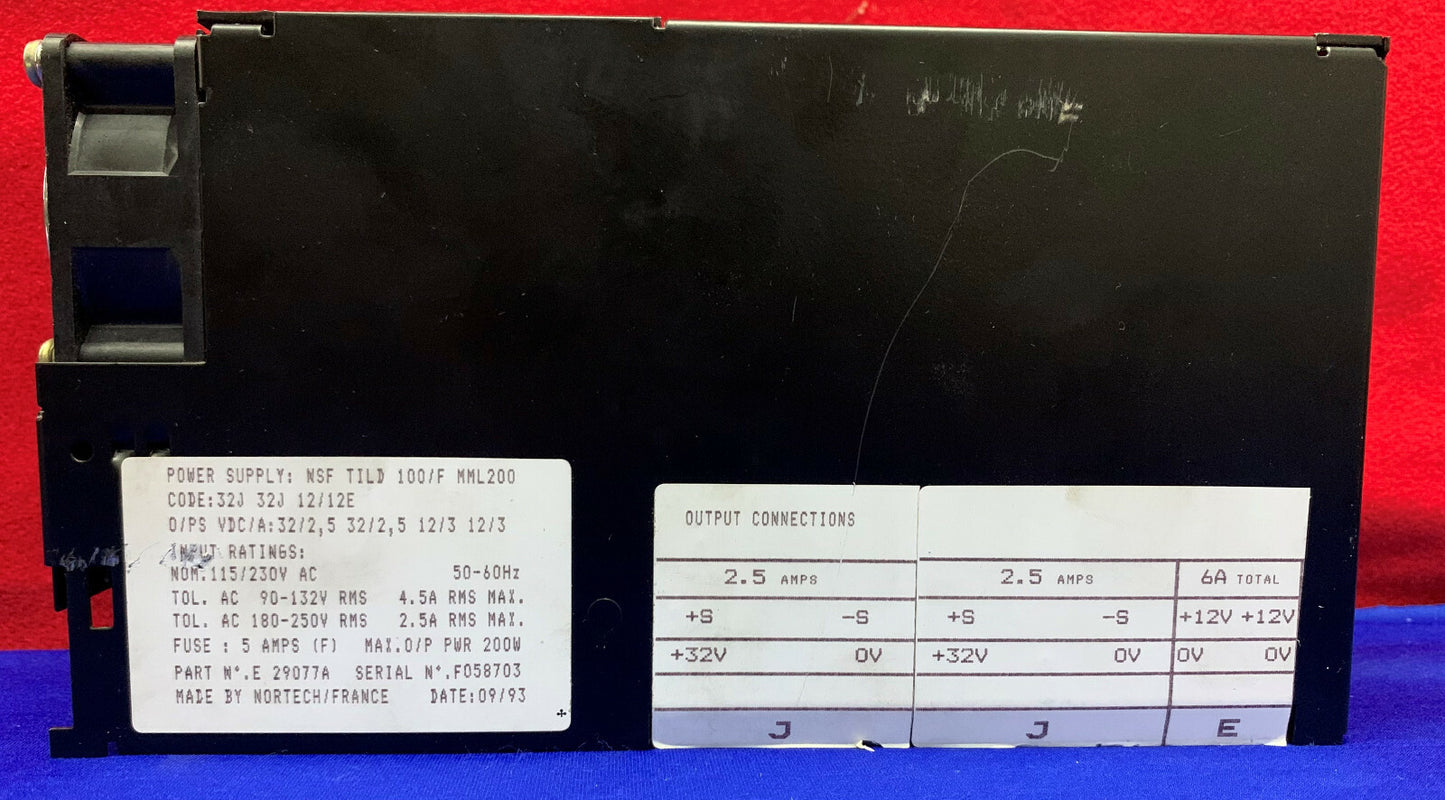 POWER SUPPLY: NSF TILD 100/F MML200
CODE:32J 32J 12/12E
O/PS VDC/A:32/2,5 32/2,5 12/3 12/3
INPUT RATINGS:
NOM.115/230V AC 50-60Hz
TOL. AC 90-132V RMS 4.5A RMS MAX.
TOL. AC 180-250V RMS 2.5A RMS MAX.
FUSE : 5 AMPS (F) MAX.O/P PWR 200W
PART N°.E 29077A SERIAL N°.F058703
MADE BY NORTECH/FRANCE DATE:09/93
OUTPUT CONNECTIONS
2.5 AMPS 2.5 AMPS 6A TOTAL
+S -S +S -S +12V +12V
+32V 0V +32V 0V 0V 0V
J J E